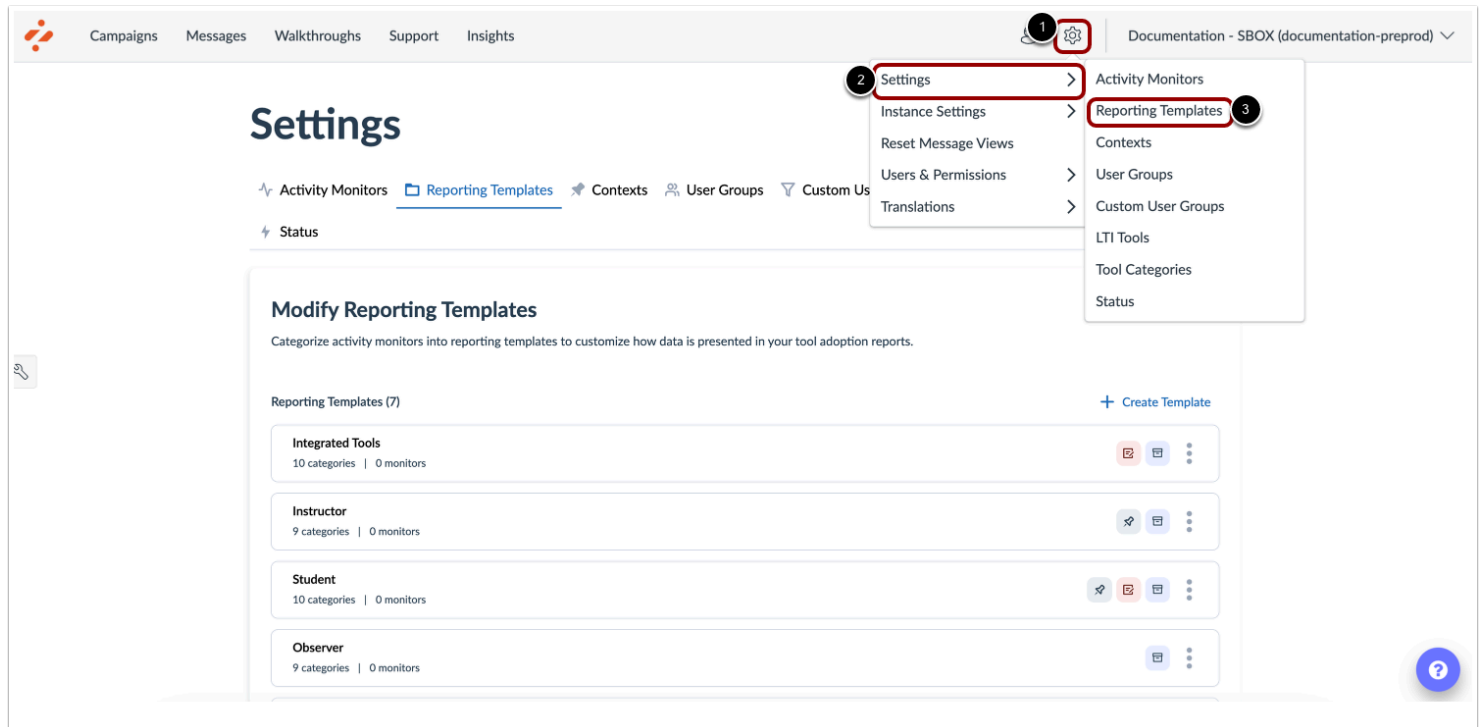 Campaigns Messages Walkthroughs Support Insights 1 Documentation - SBOX (documentation-preprod)
2 Settings
Instance Settings
Reset Message Views
Users & Permissions
Translations
Activity Monitors
Reporting Templates 3
Contexts
User Groups
Custom User Groups
LTI Tools
Tool Categories
Status
Settings
Activity Monitors Reporting Templates Contexts User Groups Custom Us
Status
Modify Reporting Templates
Categorize activity monitors into reporting templates to customize how data is presented in your tool adoption reports.
Reporting Templates (7) + Create Template
Integrated Tools
10 categories | 0 monitors
Instructor
9 categories | 0 monitors
Student
10 categories | 0 monitors
Observer
9 categories | 0 monitors
?